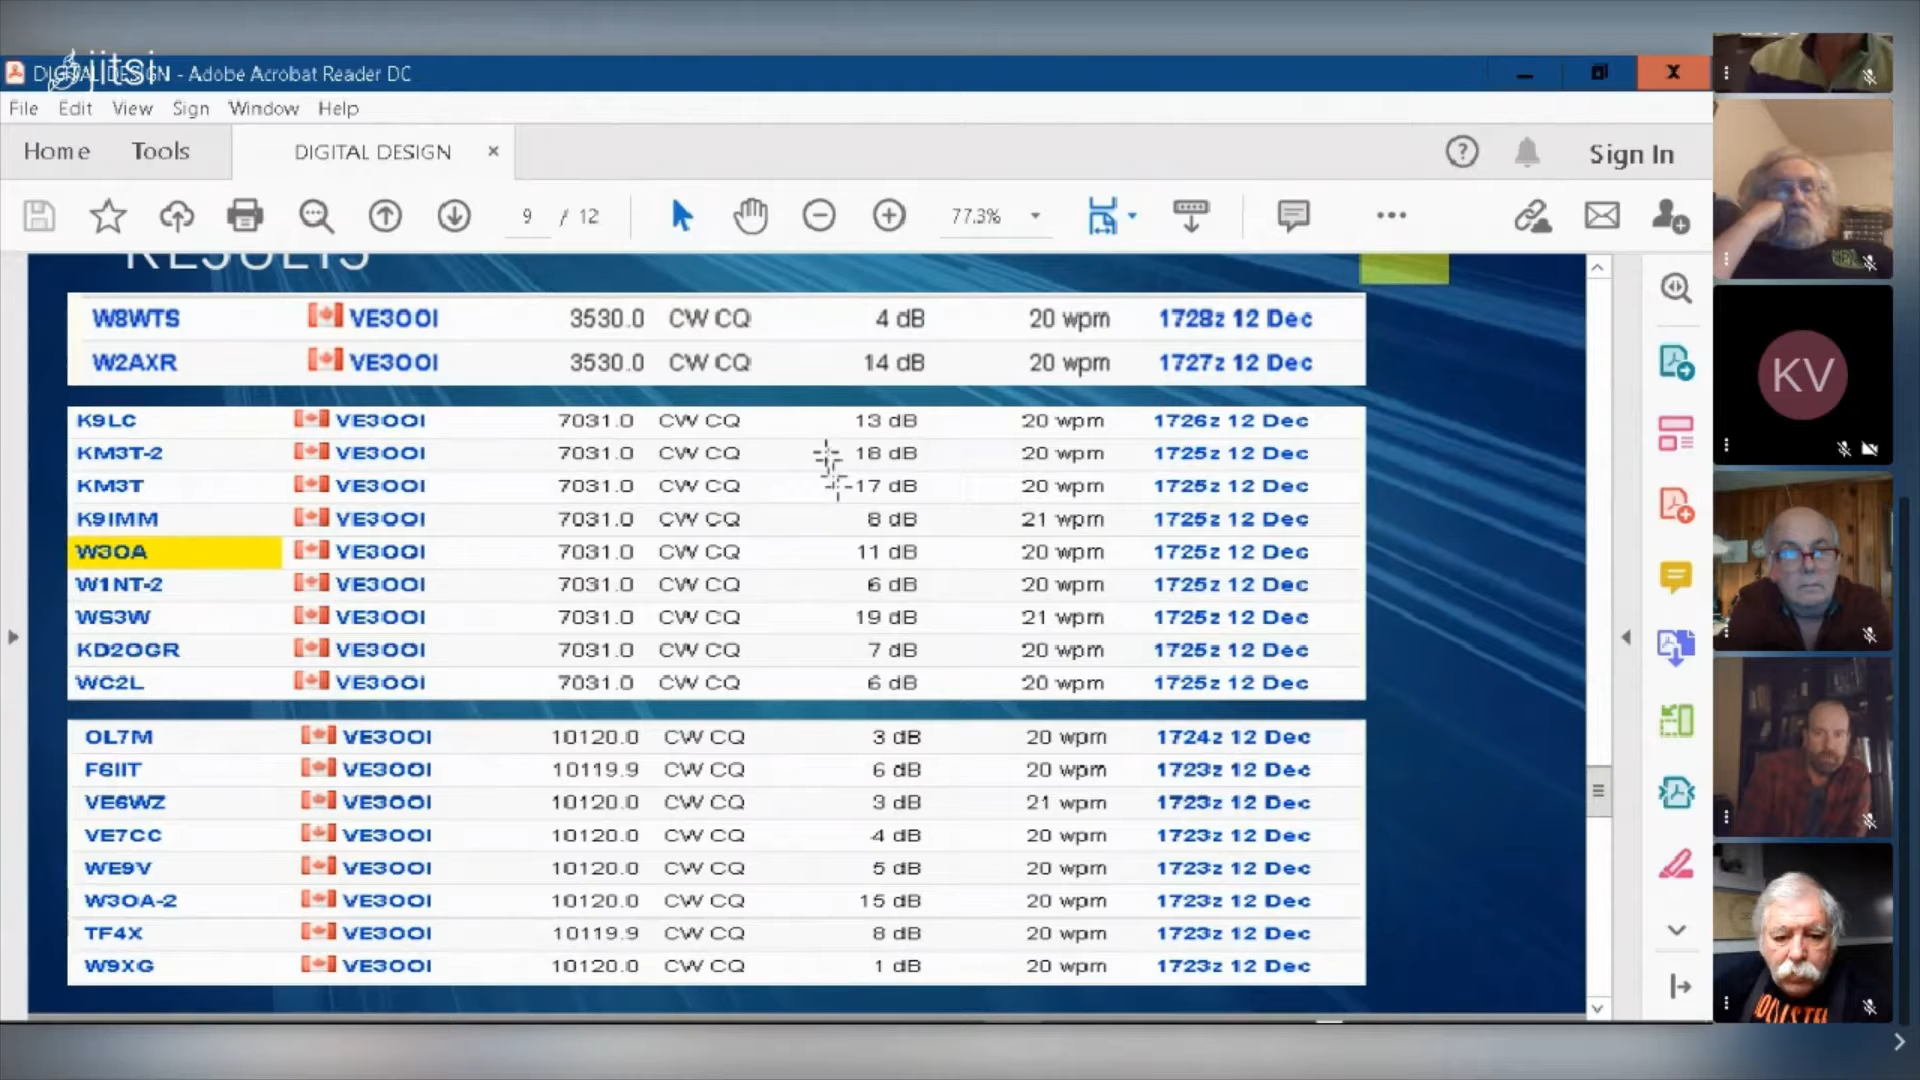 jitsi
DIGITAL DESIGN - Adobe Acrobat Reader DC
File Edit View Sign Window Help
Home Tools DIGITAL DESIGN × Sign In
9 / 12 77.3%
RESULTS
W8WTS VE3OOI 3530.0 CW CQ 4 dB 20 wpm 1728z 12 Dec
W2AXR VE3OOI 3530.0 CW CQ 14 dB 20 wpm 1727z 12 Dec
K9LC VE3OOI 7031.0 CW CQ 13 dB 20 wpm 1726z 12 Dec
KM3T-2 VE3OOI 7031.0 CW CQ 18 dB 20 wpm 1725z 12 Dec
KM3T VE3OOI 7031.0 CW CQ 17 dB 20 wpm 1725z 12 Dec
K9IMM VE3OOI 7031.0 CW CQ 8 dB 21 wpm 1725z 12 Dec
W3OA VE3OOI 7031.0 CW CQ 11 dB 20 wpm 1725z 12 Dec
W1NT-2 VE3OOI 7031.0 CW CQ 6 dB 20 wpm 1725z 12 Dec
WS3W VE3OOI 7031.0 CW CQ 19 dB 21 wpm 1725z 12 Dec
KD2OGR VE3OOI 7031.0 CW CQ 7 dB 20 wpm 1725z 12 Dec
WC2L VE3OOI 7031.0 CW CQ 6 dB 20 wpm 1725z 12 Dec
OL7M VE3OOI 10120.0 CW CQ 3 dB 20 wpm 1724z 12 Dec
F6IIT VE3OOI 10119.9 CW CQ 6 dB 20 wpm 1723z 12 Dec
VE6WZ VE3OOI 10120.0 CW CQ 3 dB 21 wpm 1723z 12 Dec
VE7CC VE3OOI 10120.0 CW CQ 4 dB 20 wpm 1723z 12 Dec
WE9V VE3OOI 10120.0 CW CQ 5 dB 20 wpm 1723z 12 Dec
W3OA-2 VE3OOI 10120.0 CW CQ 15 dB 20 wpm 1723z 12 Dec
TF4X VE3OOI 10119.9 CW CQ 8 dB 20 wpm 1723z 12 Dec
W9XG VE3OOI 10120.0 CW CQ 1 dB 20 wpm 1723z 12 Dec
KV